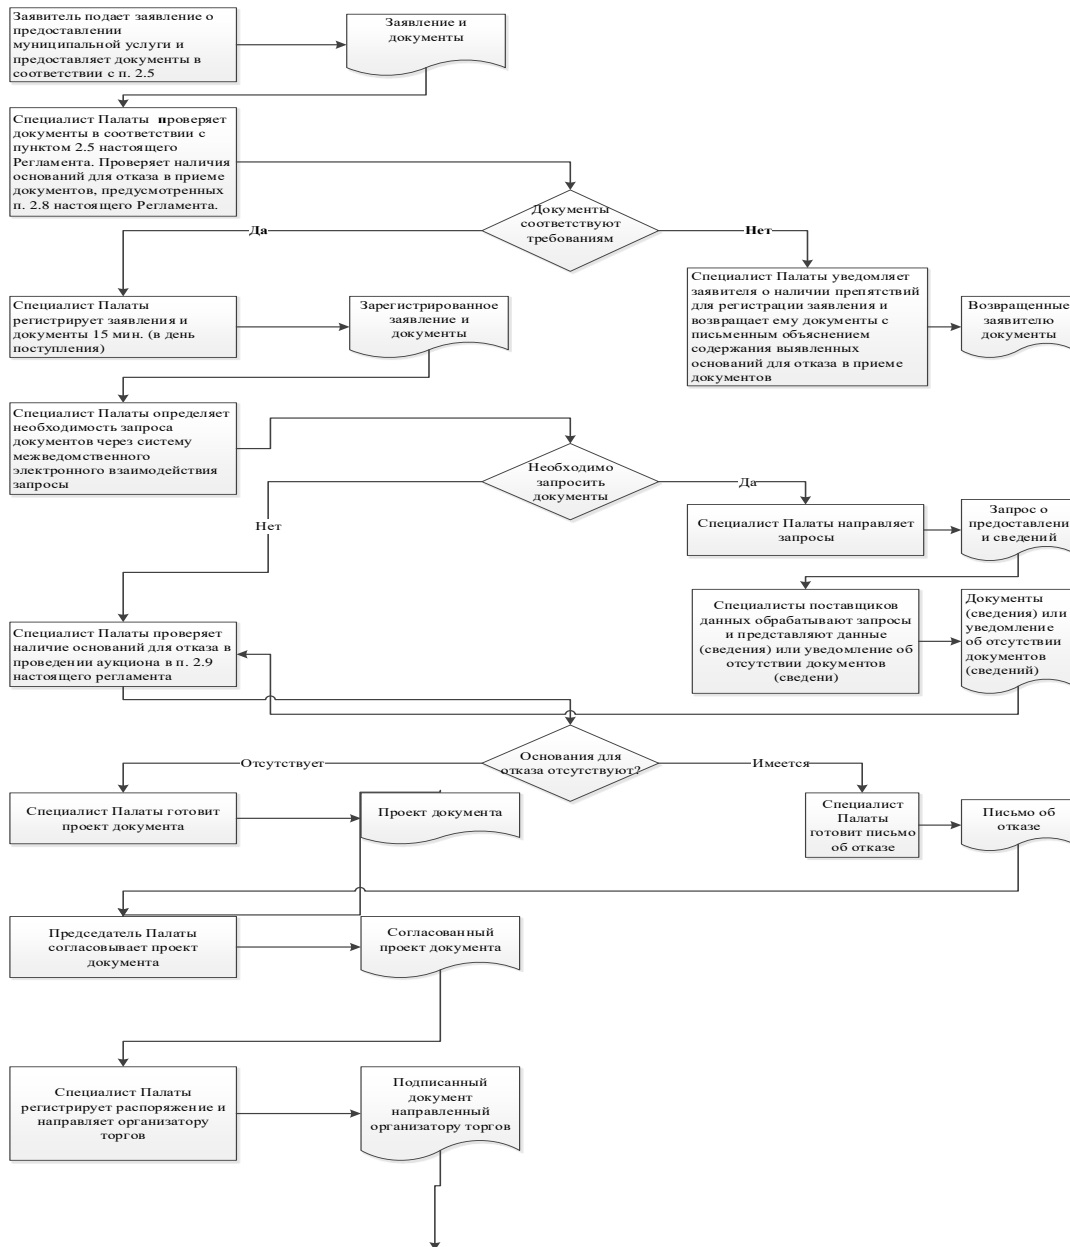 Заявитель подает заявление о
предоставлении
муниципальной услуги и
предоставляет документы в
соответствии с п. 2.5
Заявление и
документы
Специалист Палаты проверяет
документы в соответствии с
пунктом 2.5 настоящего
Регламента. Проверяет наличия
оснований для отказа в приеме
документов, предусмотренных
п. 2.8 настоящего Регламента.
Документы
соответствуют
требованиям
Да
Нет
Специалист Палаты
регистрирует заявления и
документы 15 мин. (в день
поступления)
Зарегистрированное
заявление и
документы
Специалист Палаты уведомляет
заявителя о наличии препятствий
для регистрации заявления и
возвращает ему документы с
письменным объяснением
содержания выявленных
оснований для отказа в приеме
документов
Возвращенные
заявителю
документы
Специалист Палаты определяет
необходимость запроса
документов через систему
межведомственного
электронного взаимодействия
запросы
Необходимо
запросить
документы
Да
Нет
Специалист Палаты направляет
запросы
Запрос о
предоставлени
и сведений
Специалисты поставщиков
данных обрабатывают запросы
и представляют данные
(сведения) или уведомление об
отсутствии документов
(сведени)
Документы
(сведения) или
уведомление
об отсутствии
документов
(сведений)
Специалист Палаты проверяет
наличие оснований для отказа в
проведении аукциона в п. 2.9
настоящего регламента
Основания для
отказа отсутствуют?
Отсутствует
Имеется
Специалист Палаты готовит
проект документа
Проект документа
Специалист
Палаты
готовит письмо
об отказе
Письмо об
отказе
Председатель Палаты
согласовывает проект
документа
Согласованный
проект документа
Специалист Палаты
регистрирует распоряжение и
направляет организатору
торгов
Подписанный
документ
направленный
организатору торгов